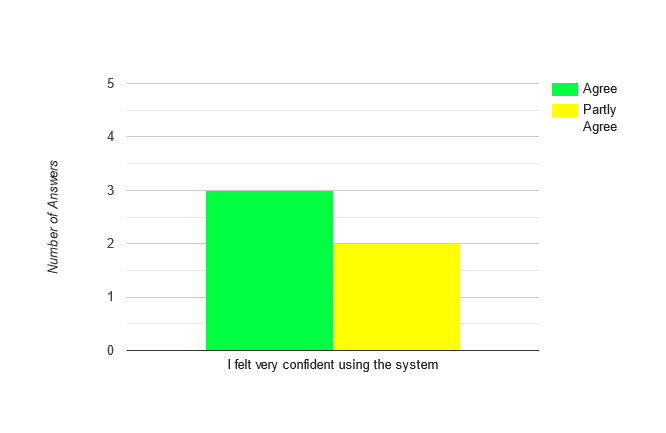 5
4
3
2
1
0
Number of Answers
I felt very confident using the system
Agree
Partly
Agree